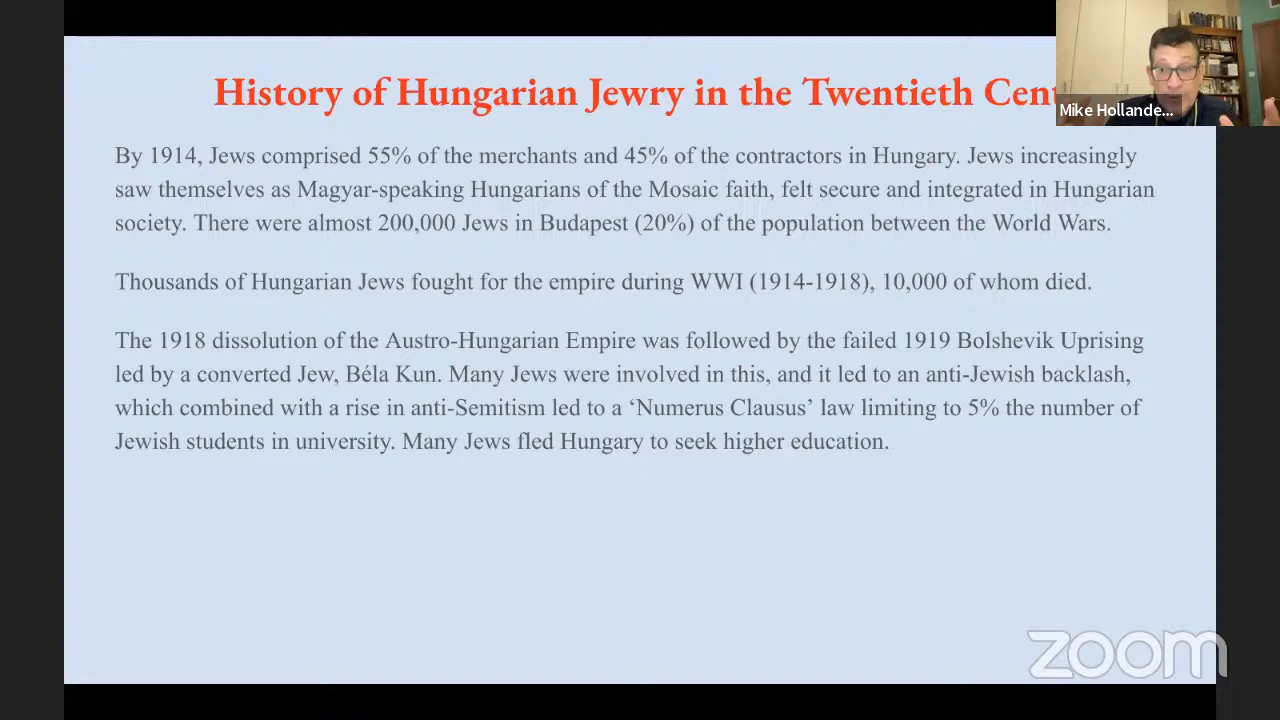 History of Hungarian Jewry in the Twentieth Cent
Mike Hollande...
By 1914, Jews comprised 55% of the merchants and 45% of the contractors in Hungary. Jews increasingly
saw themselves as Magyar-speaking Hungarians of the Mosaic faith, felt secure and integrated in Hungarian
society. There were almost 200,000 Jews in Budapest (20%) of the population between the World Wars.
Thousands of Hungarian Jews fought for the empire during WWI (1914-1918), 10,000 of whom died.
The 1918 dissolution of the Austro-Hungarian Empire was followed by the failed 1919 Bolshevik Uprising
led by a converted Jew, Béla Kun. Many Jews were involved in this, and it led to an anti-Jewish backlash,
which combined with a rise in anti-Semitism led to a ‘Numerus Clausus’ law limiting to 5% the number of
Jewish students in university. Many Jews fled Hungary to seek higher education.
zoom